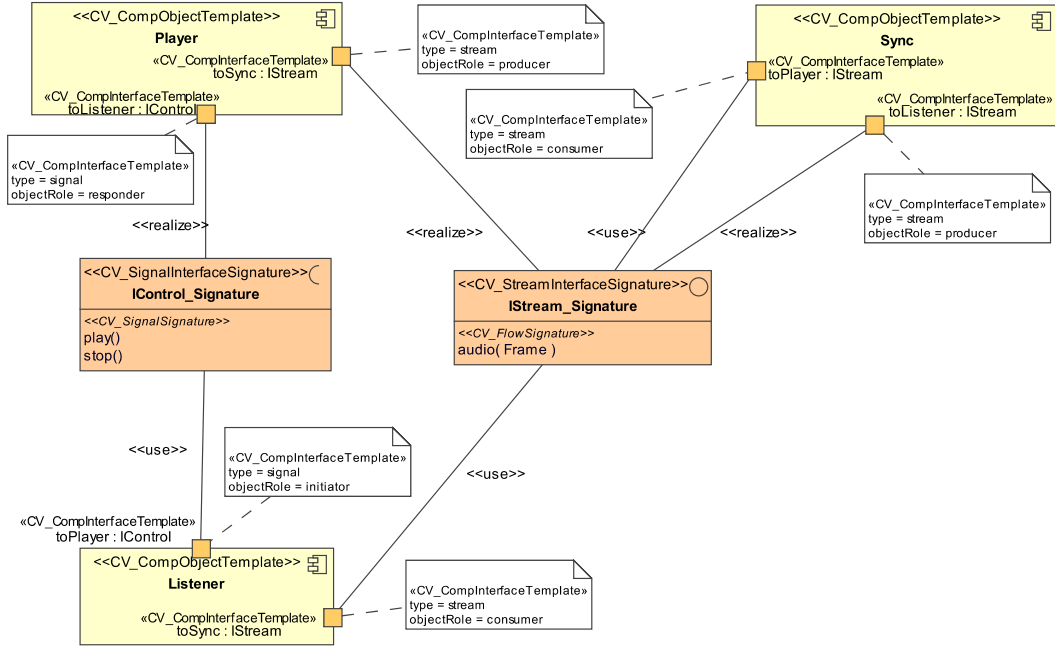 <<CV_CompObjectTemplate>>
Player
«CV_CompInterfaceTemplate»
toSync : IStream
«CV_CompInterfaceTemplate»
toListener : IControl
«CV_CompInterfaceTemplate»
type = stream
objectRole = producer
<<CV_CompObjectTemplate>>
Sync
«CV_CompInterfaceTemplate»
toPlayer : IStream
«CV_CompInterfaceTemplate»
toListener : IStream
«CV_CompInterfaceTemplate»
type = stream
objectRole = consumer
«CV_CompInterfaceTemplate»
type = signal
objectRole = responder
«CV_CompInterfaceTemplate»
type = stream
objectRole = producer
<<realize>>
<<realize>>
<<use>>
<<realize>>
<<CV_SignalInterfaceSignature>>
IControl_Signature
<<CV_SignalSignature>>
play()
stop()
<<CV_StreamInterfaceSignature>>
IStream_Signature
<<CV_FlowSignature>>
audio( Frame )
<<use>>
<<use>>
«CV_CompInterfaceTemplate»
type = signal
objectRole = initiator
«CV_CompInterfaceTemplate»
toPlayer : IControl
<<CV_CompObjectTemplate>>
Listener
«CV_CompInterfaceTemplate»
toSync : IStream
«CV_CompInterfaceTemplate»
type = stream
objectRole = consumer